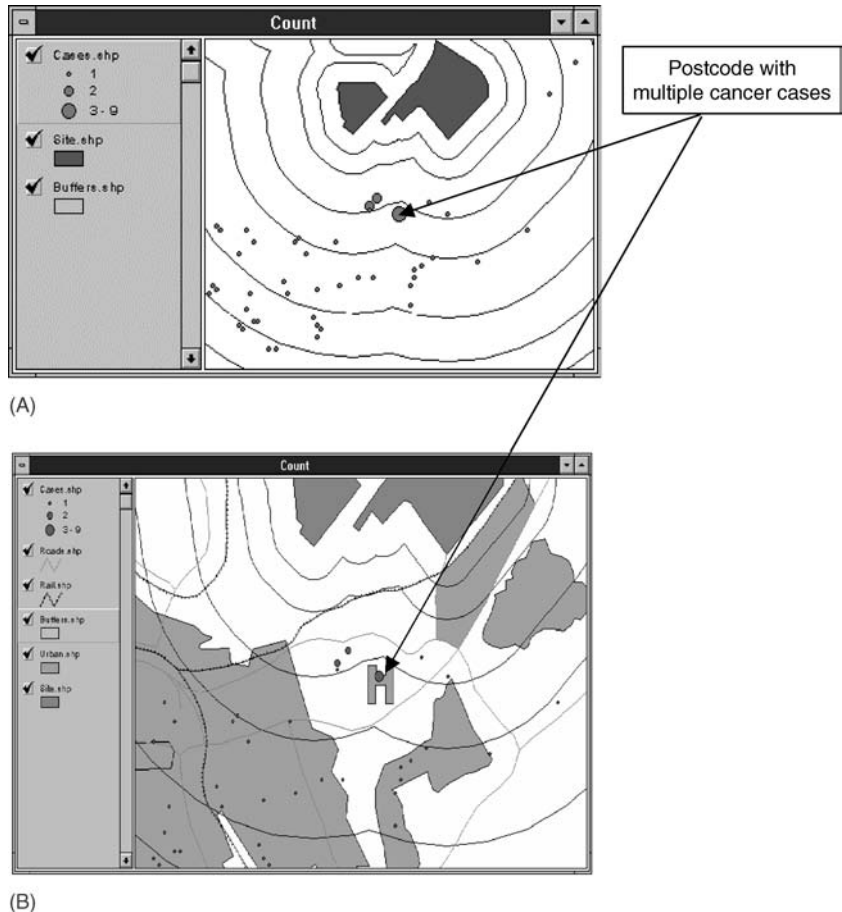 Count
Cases.shp
1
2
3-9
Site.shp
Buffers.shp
Postcode with
multiple cancer cases
(A)
Count
Cases.shp
1
2
3-9
Roads.shp
Rail.shp
Buffers.shp
Urban.shp
Site.shp
H
(B)